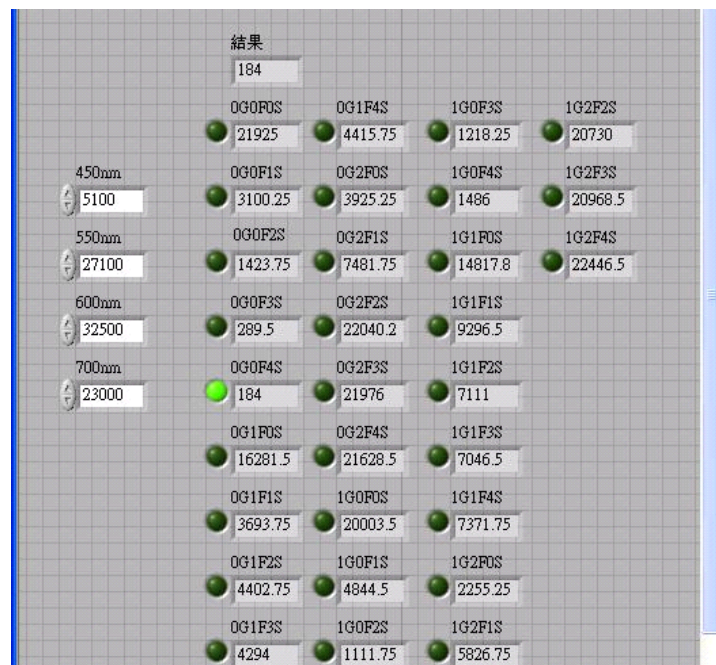 結果
184
0G0F0S 0G1F4S 1G0F3S 1G2F2S
21925 4415.75 1218.25 20730
450nm 0G0F1S 0G2F0S 1G0F4S 1G2F3S
5100 3100.25 3925.25 1486 20968.5
550nm 0G0F2S 0G2F1S 1G1F0S 1G2F4S
27100 1423.75 7481.75 14817.8 22446.5
600nm 0G0F3S 0G2F2S 1G1F1S
32500 289.5 22040.2 9296.5
700nm 0G0F4S 0G2F3S 1G1F2S
23000 184 21976 7111
0G1F0S 0G2F4S 1G1F3S
16281.5 21628.5 7046.5
0G1F1S 1G0F0S 1G1F4S
3693.75 20003.5 7371.75
0G1F2S 1G0F1S 1G2F0S
4402.75 4844.5 2255.25
0G1F3S 1G0F2S 1G2F1S
4294 1111.75 5826.75